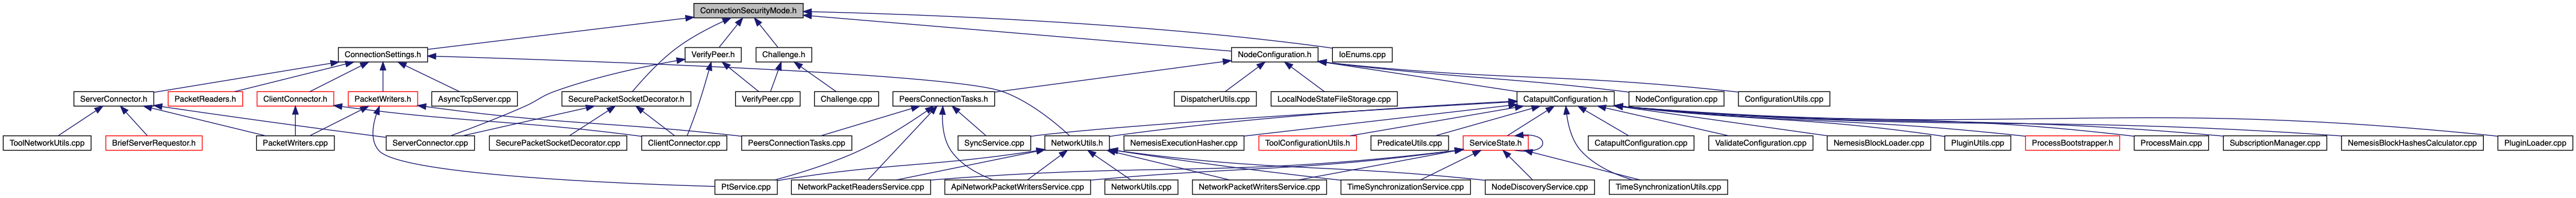 ConnectionSecurityMode.h
ConnectionSettings.h
VerifyPeer.h
Challenge.h
NodeConfiguration.h
IoEnums.cpp
ServerConnector.h
PacketReaders.h
ClientConnector.h
PacketWriters.h
AsyncTcpServer.cpp
SecurePacketSocketDecorator.h
VerifyPeer.cpp
Challenge.cpp
PeersConnectionTasks.h
DispatcherUtils.cpp
LocalNodeStateFileStorage.cpp
CatapultConfiguration.h
NodeConfiguration.cpp
ConfigurationUtils.cpp
ToolNetworkUtils.cpp
BriefServerRequestor.h
PacketWriters.cpp
ServerConnector.cpp
SecurePacketSocketDecorator.cpp
ClientConnector.cpp
PeersConnectionTasks.cpp
SyncService.cpp
NetworkUtils.h
NemesisExecutionHasher.cpp
ToolConfigurationUtils.h
PredicateUtils.cpp
ServiceState.h
CatapultConfiguration.cpp
ValidateConfiguration.cpp
NemesisBlockLoader.cpp
PluginUtils.cpp
ProcessBootstrapper.h
ProcessMain.cpp
SubscriptionManager.cpp
NemesisBlockHashesCalculator.cpp
PluginLoader.cpp
PtService.cpp
NetworkPacketReadersService.cpp
ApiNetworkPacketWritersService.cpp
NetworkUtils.cpp
NetworkPacketWritersService.cpp
TimeSynchronizationService.cpp
NodeDiscoveryService.cpp
TimeSynchronizationUtils.cpp